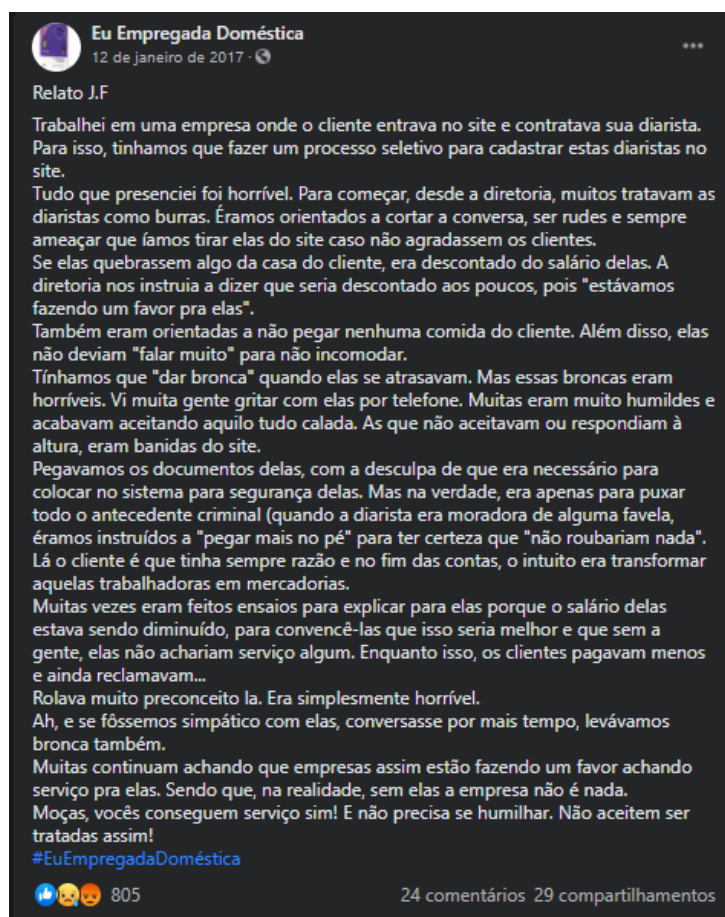 Eu Empregada Doméstica
12 de janeiro de 2017 ·
Relato J.F
Trabalhei em uma empresa onde o cliente entrava no site e contratava sua diarista.
Para isso, tinhamos que fazer um processo seletivo para cadastrar estas diaristas no
site.
Tudo que presenciei foi horrível. Para começar, desde a diretoria, muitos tratavam as
diaristas como burras. Éramos orientados a cortar a conversa, ser rudes e sempre
ameaçar que íamos tirar elas do site caso não agradassem os clientes.
Se elas quebrassem algo da casa do cliente, era descontado do salário delas. A
diretoria nos instruia a dizer que seria descontado aos poucos, pois "estávamos
fazendo um favor pra elas".
Também eram orientadas a não pegar nenhuma comida do cliente. Além disso, elas
não deviam "falar muito" para não incomodar.
Tínhamos que "dar bronca" quando elas se atrasavam. Mas essas broncas eram
horríveis. Vi muita gente gritar com elas por telefone. Muitas eram muito humildes e
acabavam aceitando aquilo tudo calada. As que não aceitavam ou respondiam à
altura, eram banidas do site.
Pegavamos os documentos delas, com a desculpa de que era necessário para
colocar no sistema para segurança delas. Mas na verdade, era apenas para puxar
todo o antecedente criminal (quando a diarista era moradora de alguma favela,
éramos instruídos a "pegar mais no pé" para ter certeza que "não roubariam nada".
Lá o cliente é que tinha sempre razão e no fim das contas, o intuito era transformar
aquelas trabalhadoras em mercadorias.
Muitas vezes eram feitos ensaios para explicar para elas porque o salário delas
estava sendo diminuído, para convencê-las que isso seria melhor e que sem a
gente, elas não achariam serviço algum. Enquanto isso, os clientes pagavam menos
e ainda reclamavam...
Rolava muito preconceito la. Era simplesmente horrível.
Ah, e se fôssemos simpático com elas, conversasse por mais tempo, levávamos
bronca também.
Muitas continuam achando que empresas assim estão fazendo um favor achando
serviço pra elas. Sendo que, na realidade, sem elas a empresa não é nada.
Moças, vocês conseguem serviço sim! E não precisa se humilhar. Não aceitem ser
tratadas assim!
#EuEmpregadaDoméstica
805 24 comentários 29 compartilhamentos